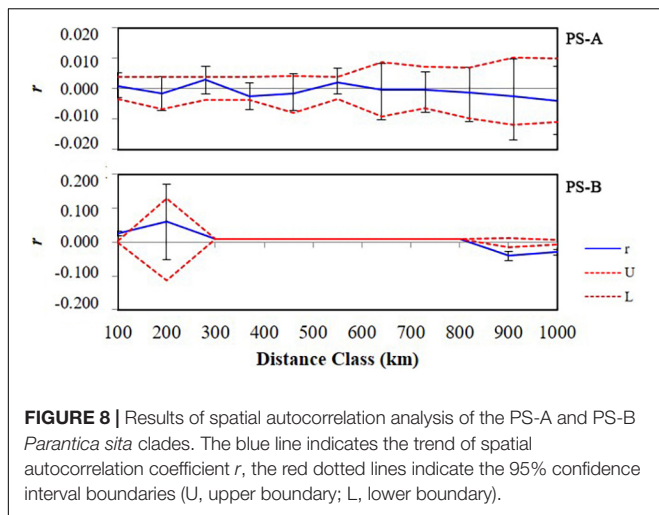 0.020
0.010
0.000
-0.010
-0.020
r
PS-A
0.200
0.100
0.000
-0.100
-0.200
r
PS-B
r
U
L
100 200 300 400 500 600 700 800 900 1000
Distance Class (km)
FIGURE 8 | Results of spatial autocorrelation analysis of the PS-A and PS-B
Parantica sita clades. The blue line indicates the trend of spatial
autocorrelation coefficient r, the red dotted lines indicate the 95% confidence
interval boundaries (U, upper boundary; L, lower boundary).